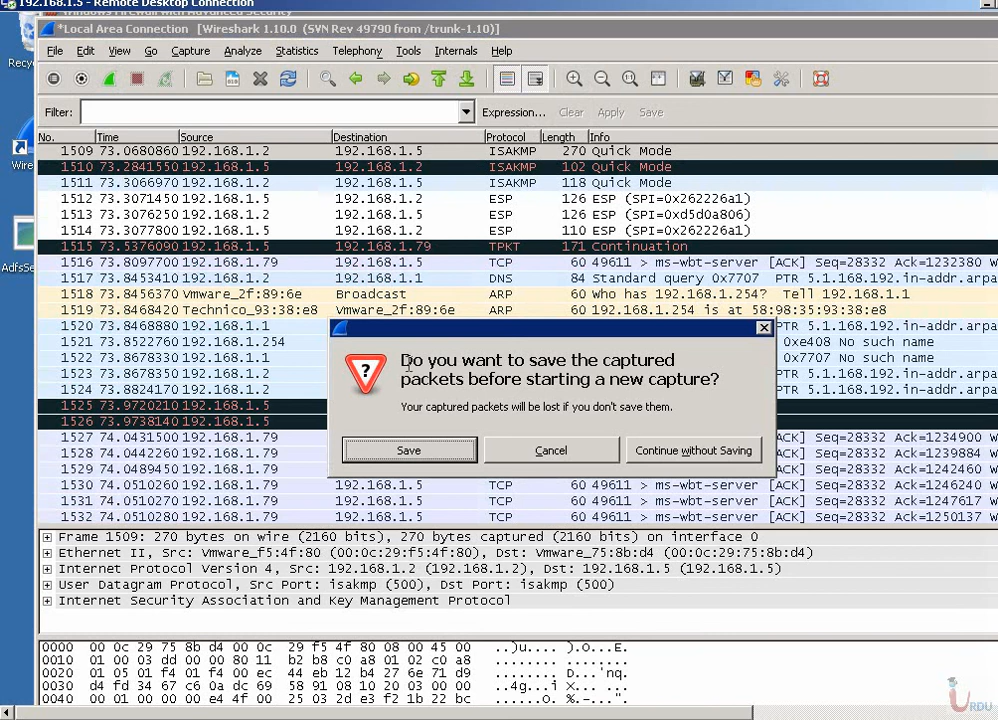 192.168.1.5 - Remote Desktop Connection
Windows Firewall with Advanced Security
*Local Area Connection [Wireshark 1.10.0 (SVN Rev 49790 from /trunk-1.10)]
File Edit View Go Capture Analyze Statistics Telephony Tools Internals Help
Filter: Expression... Clear Apply Save
No. Time Source Destination Protocol Length Info
1509 73.0680860 192.168.1.2 192.168.1.5 ISAKMP 270 Quick Mode
1510 73.2841550 192.168.1.5 192.168.1.2 ISAKMP 102 Quick Mode
1511 73.3066970 192.168.1.2 192.168.1.5 ISAKMP 118 Quick Mode
1512 73.3071450 192.168.1.5 192.168.1.2 ESP 126 ESP (SPI=0x262226a1)
1513 73.3076250 192.168.1.2 192.168.1.5 ESP 126 ESP (SPI=0xd5d0a806)
1514 73.3077800 192.168.1.5 192.168.1.2 ESP 110 ESP (SPI=0x262226a1)
1515 73.5376090 192.168.1.5 192.168.1.79 TPKT 171 Continuation
1516 73.8097700 192.168.1.79 192.168.1.5 TCP 60 49611 > ms-wbt-server [ACK] Seq=28332 Ack=1232380 W
1517 73.8453410 192.168.1.2 192.168.1.1 DNS 84 Standard query 0x7707 PTR 5.1.168.192.in-addr.arpa
1518 73.8456370 Vmware_2f:89:6e Broadcast ARP 60 Who has 192.168.1.254? Tell 192.168.1.1
1519 73.8468420 Technico_93:38:e8 Vmware_2f:89:6e ARP 60 192.168.1.254 is at 58:98:35:93:38:e8
1520 73.8468880 192.168.1.1 PTR 5.1.168.192.in-addr.arpa
1521 73.8522760 192.168.1.254 0xe408 No such name
1522 73.8678330 192.168.1.1 0x7707 No such name
1523 73.8678350 192.168.1.2 PTR 5.1.168.192.in-addr.arpa
1524 73.8824170 192.168.1.1 PTR 5.1.168.192.in-addr.arpa
1525 73.9720210 192.168.1.5
1526 73.9738140 192.168.1.5
1527 74.0431500 192.168.1.79 ACK] Seq=28332 Ack=1234900 W
1528 74.0442260 192.168.1.79 ACK] Seq=28332 Ack=1239884 W
1529 74.0489450 192.168.1.79 ACK] Seq=28332 Ack=1242460 W
1530 74.0510260 192.168.1.79 192.168.1.5 TCP 60 49611 > ms-wbt-server [ACK] Seq=28332 Ack=1246240 W
1531 74.0510270 192.168.1.79 192.168.1.5 TCP 60 49611 > ms-wbt-server [ACK] Seq=28332 Ack=1247617 W
1532 74.0510280 192.168.1.79 192.168.1.5 TCP 60 49611 > ms-wbt-server [ACK] Seq=28332 Ack=1250137 W
Do you want to save the captured
packets before starting a new capture?
Your captured packets will be lost if you don't save them.
Save Cancel Continue without Saving
Frame 1509: 270 bytes on wire (2160 bits), 270 bytes captured (2160 bits) on interface 0
Ethernet II, Src: Vmware_f5:4f:80 (00:0c:29:f5:4f:80), Dst: Vmware_75:8b:d4 (00:0c:29:75:8b:d4)
Internet Protocol Version 4, Src: 192.168.1.2 (192.168.1.2), Dst: 192.168.1.5 (192.168.1.5)
User Datagram Protocol, Src Port: isakmp (500), Dst Port: isakmp (500)
Internet Security Association and Key Management Protocol
0000 00 0c 29 75 8b d4 00 0c 29 f5 4f 80 08 00 45 00 ..)u.... ).O...E.
0010 01 00 03 dd 00 00 80 11 b2 b8 c0 a8 01 02 c0 a8 ........ ........
0020 01 05 01 f4 01 f4 00 ec 44 eb 12 b4 27 6e 71 d9 ........ D...'nq.
0030 d4 fd 34 67 c6 0a dc 69 58 91 08 10 20 03 00 00 ..4g...i X... ...
0040 00 01 00 00 00 e4 4f 00 25 03 2d e3 f2 1b 22 bc ......O. %.-...".
Recyc
Wire
AdfsSe
URDU